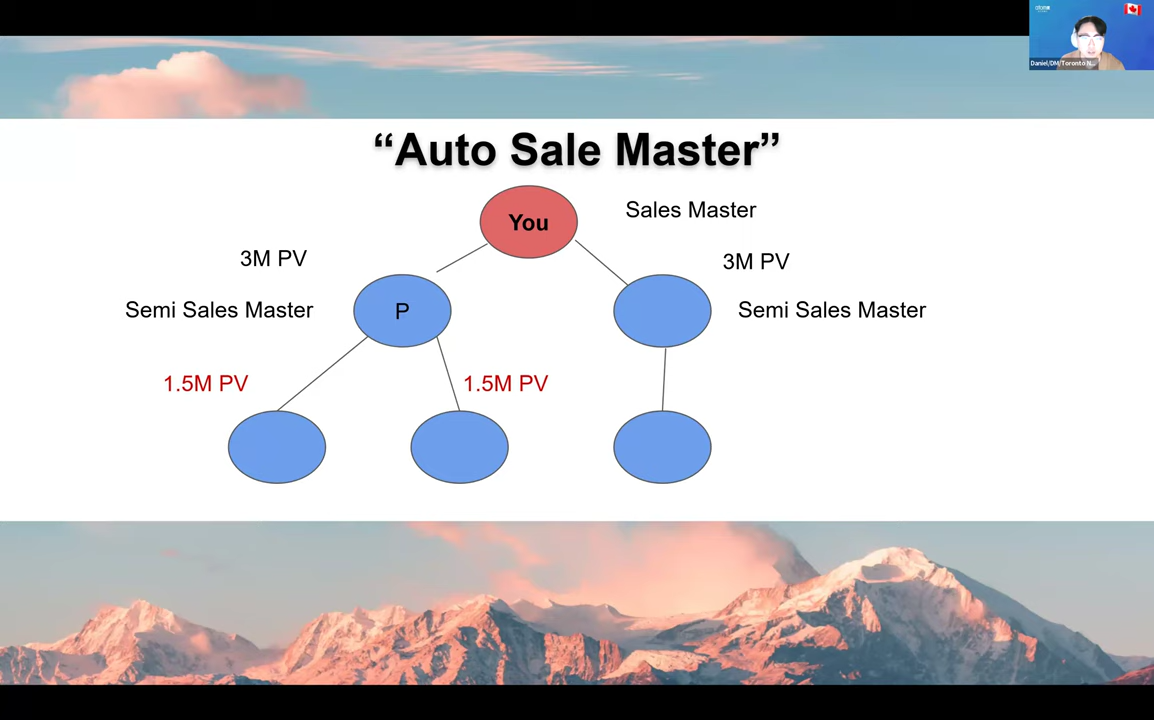 Daniel/DM/Toronto N...
“Auto Sale Master”
You
Sales Master
3M PV
3M PV
Semi Sales Master
P
Semi Sales Master
1.5M PV
1.5M PV